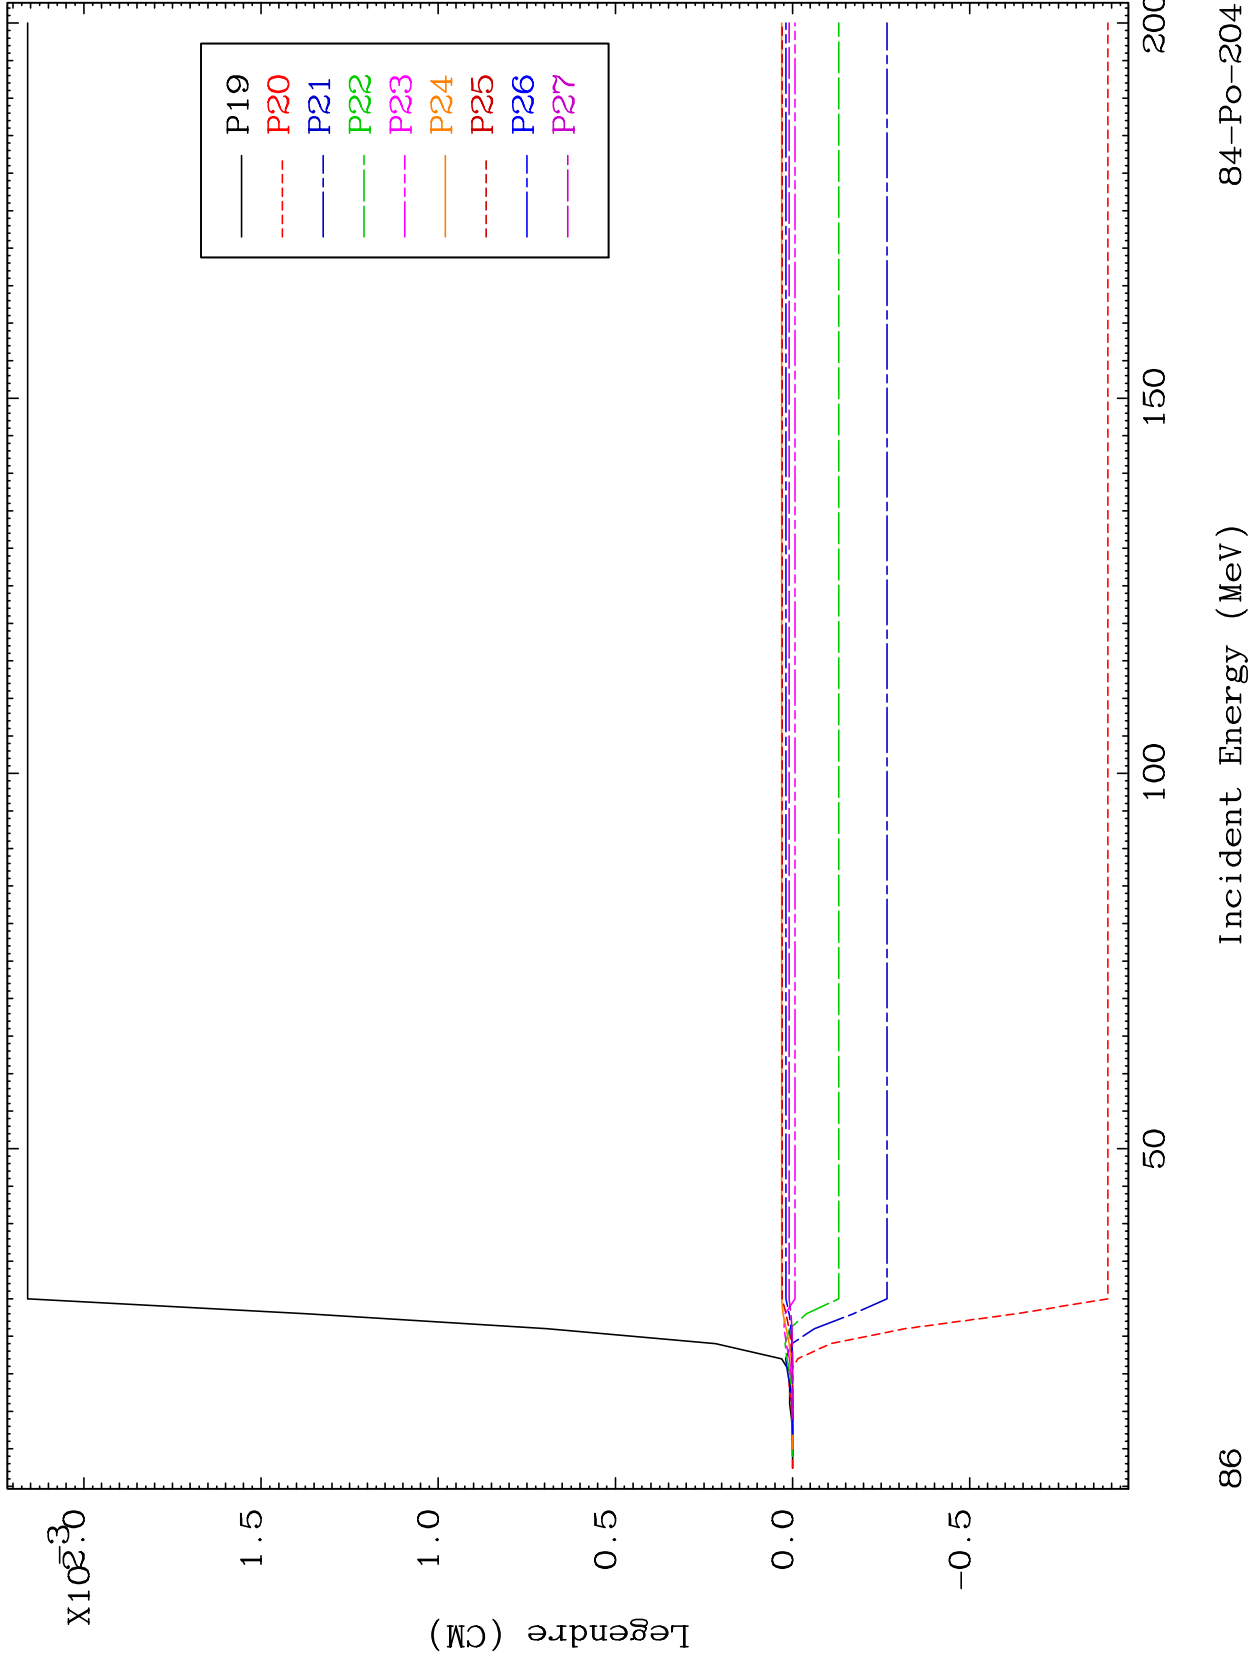 X10-3
2.0
1.5
1.0
0.5
0.0
-0.5
Legendre (CM)
P19
P20
P21
P22
P23
P24
P25
P26
P27
50
100
150
200
Incident Energy (MeV)
86
84-Po-204